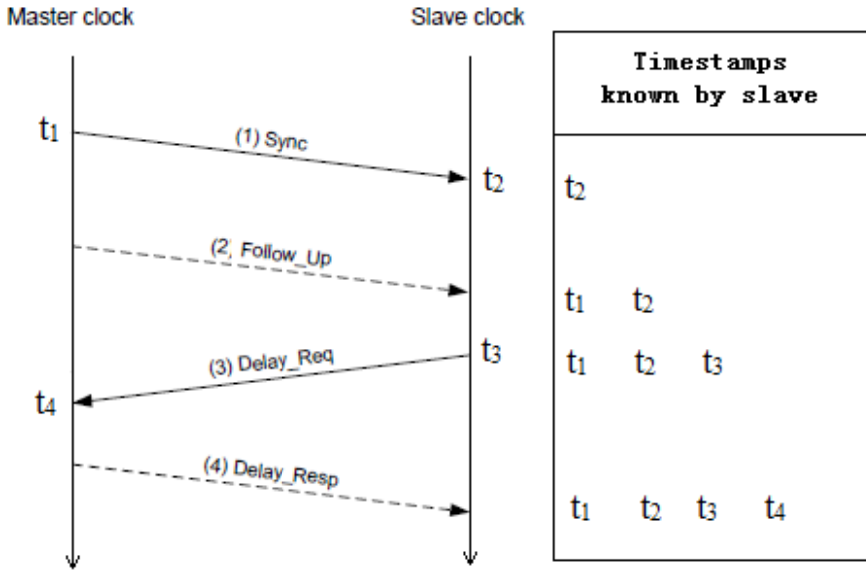 Master clock
Slave clock
Timestamps
known by slave
t1
(1) Sync
t2
t2
(2) Follow_Up
t1 t2
(3) Delay_Req
t3
t1 t2 t3
t4
(4) Delay_Resp
t1 t2 t3 t4